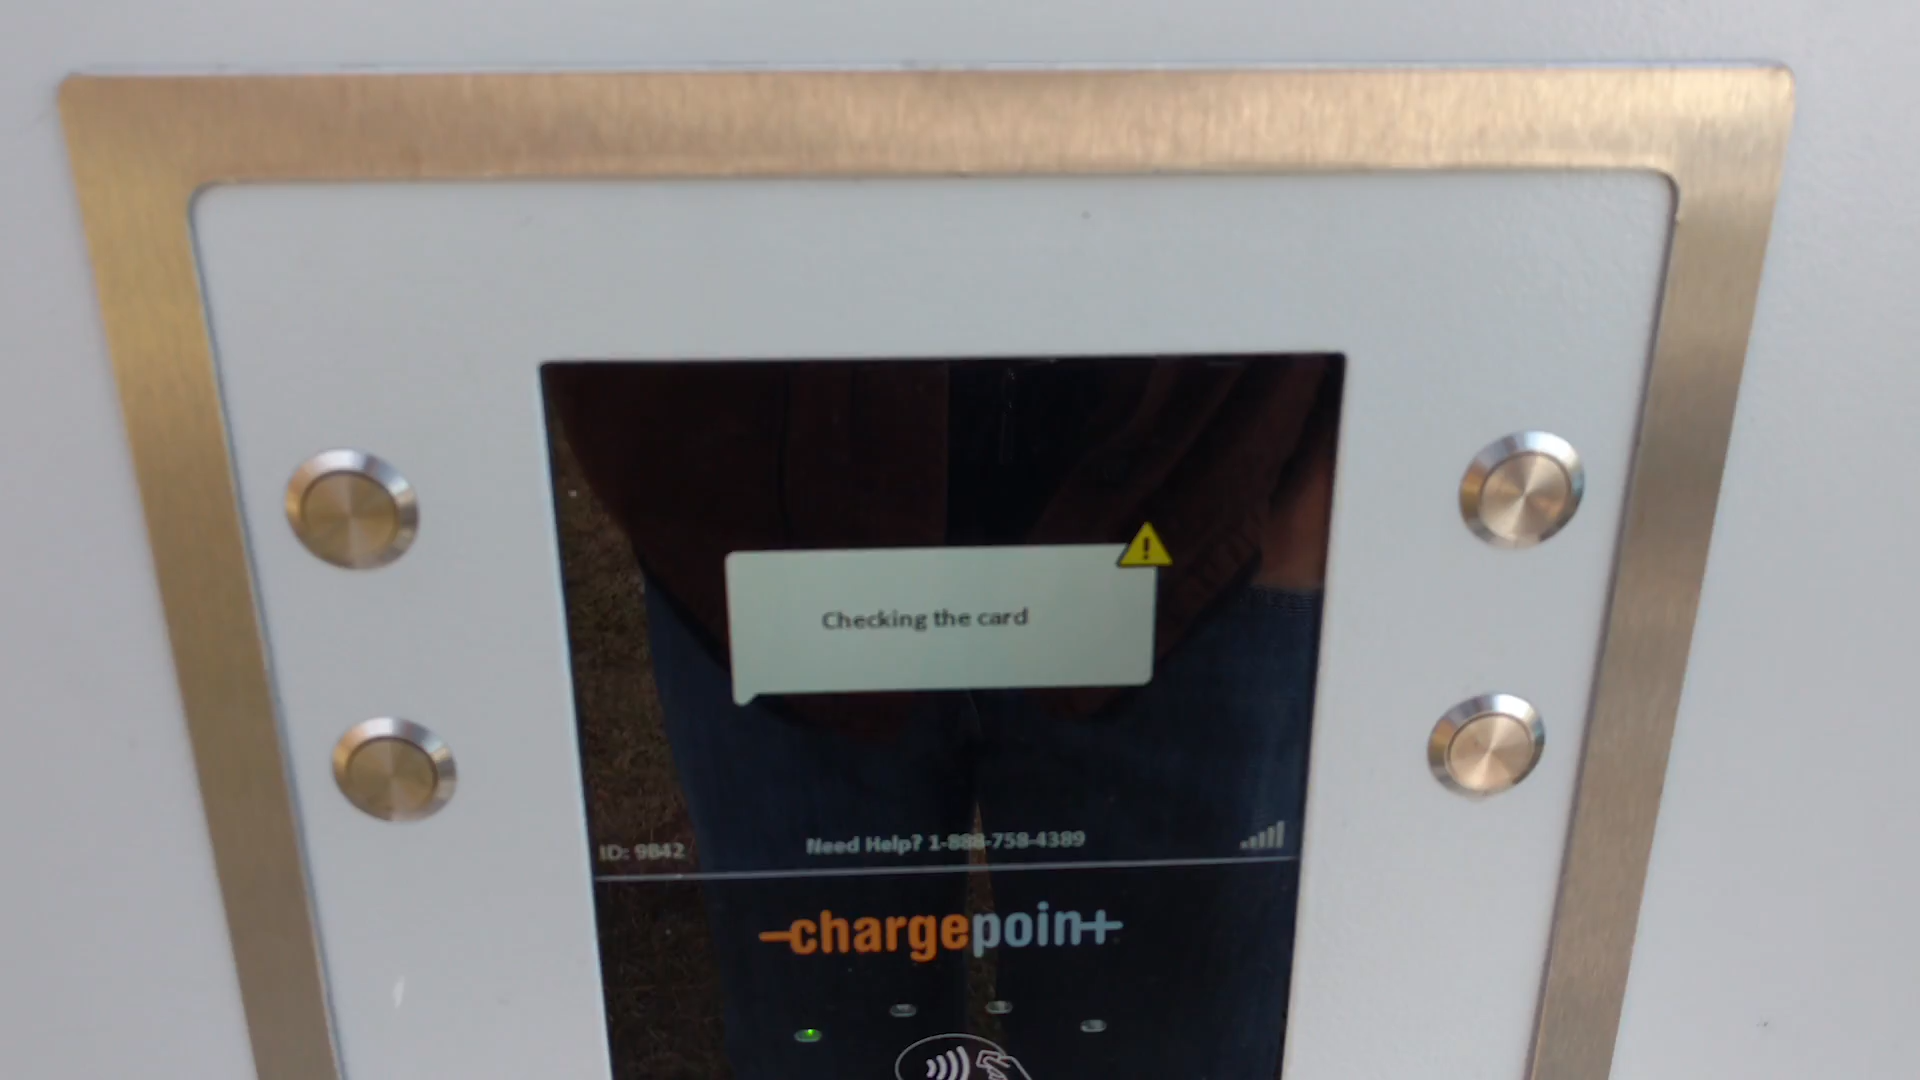 Checking the card
ID: 9842
Need Help? 1-888-758-4389
chargepoint